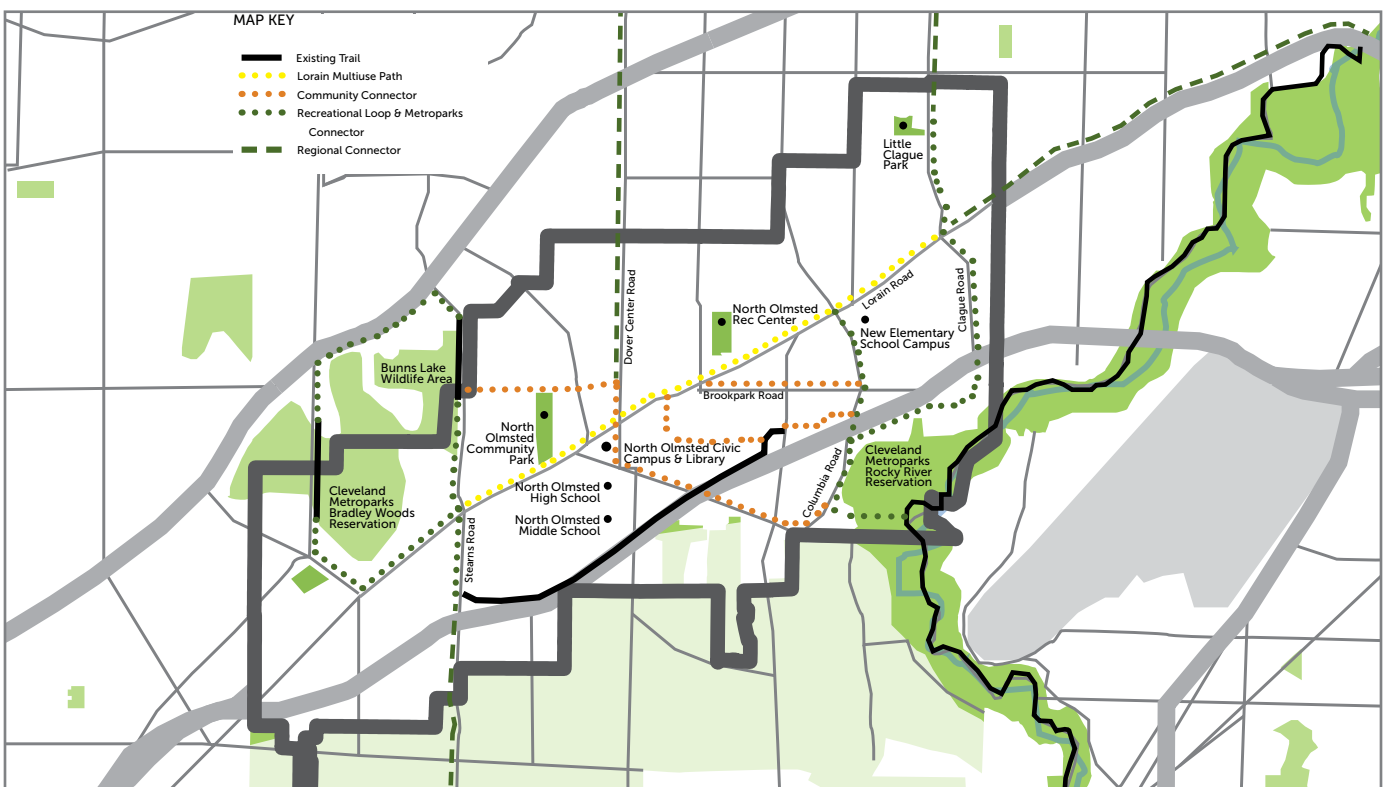 MAP KEY
Existing Trail
Lorain Multiuse Path
Community Connector
Recreational Loop & Metroparks
Connector
Regional Connector
Little
Clague
Park
Dover Center Road
Lorain Road
Clague Road
North Olmsted
Rec Center
New Elementary
School Campus
Bunns Lake
Wildlife Area
Brookpark Road
North
Olmsted
Community
Park
North Olmsted Civic
Campus & Library
Cleveland
Metroparks
Rocky River
Reservation
Columbia Road
Cleveland
Metroparks
Bradley Woods
Reservation
North Olmsted
High School
North Olmsted
Middle School
Stearns Road